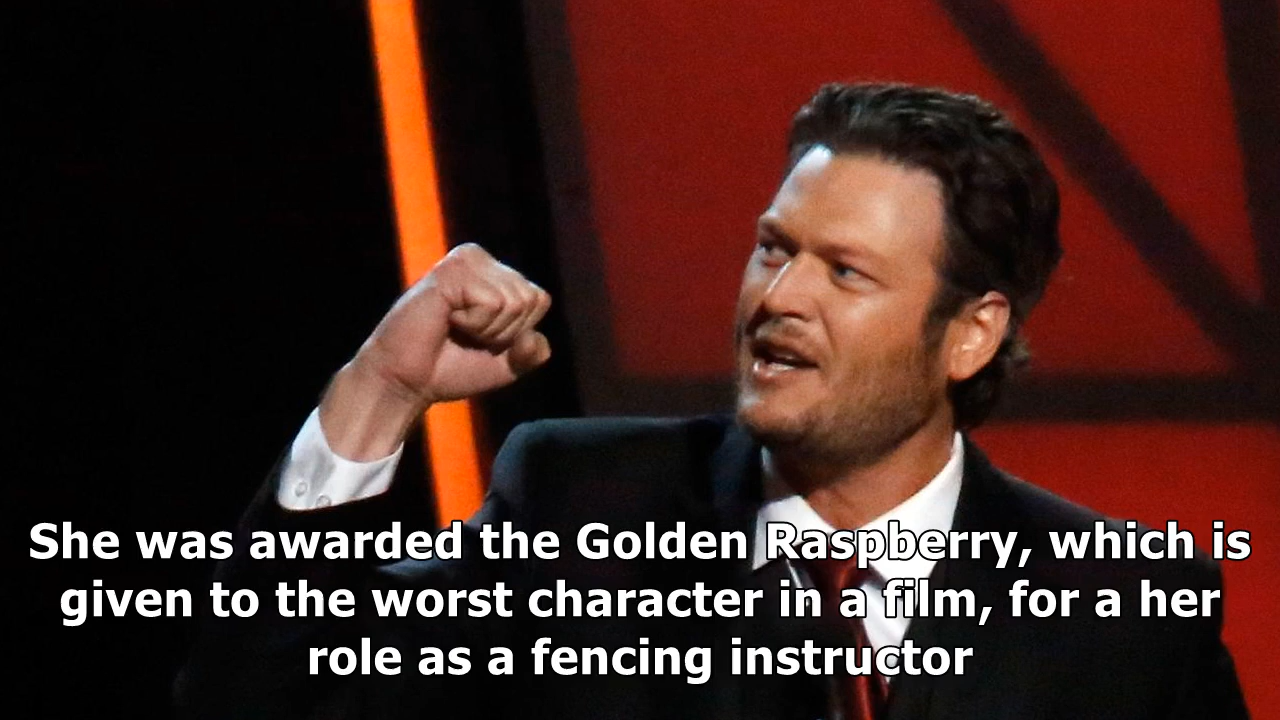 She was awarded the Golden Raspberry, which is
given to the worst character in a film, for a her
role as a fencing instructor